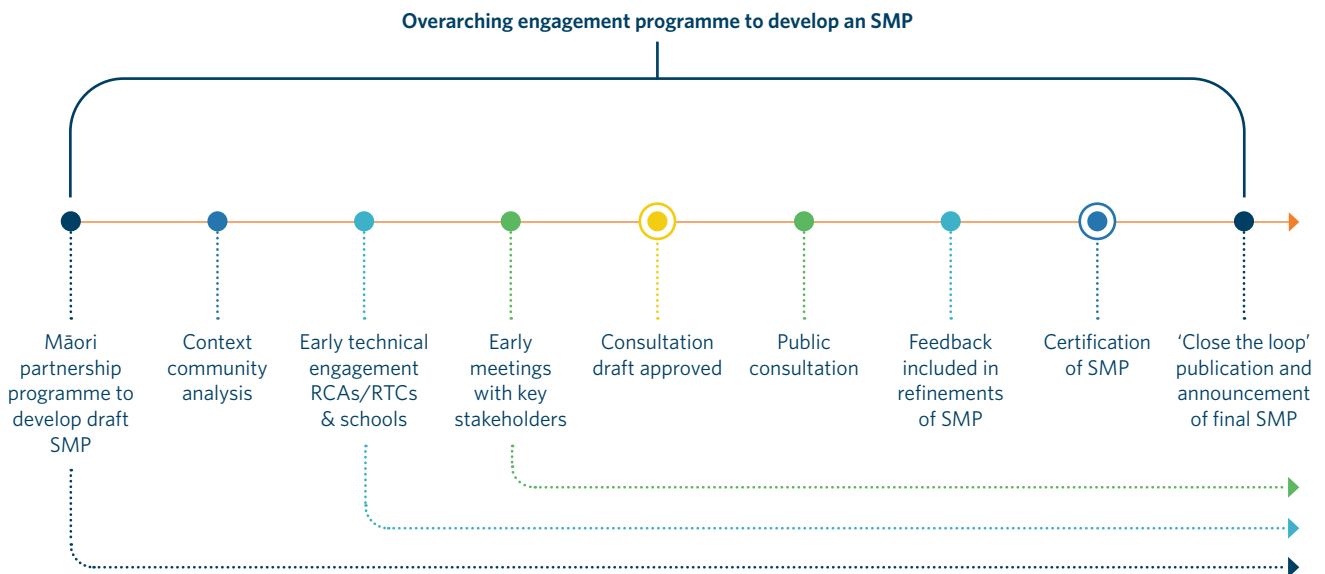 Overarching engagement programme to develop an SMP
Māori
partnership
programme to
develop draft
SMP
Context
community
analysis
Early technical
engagement
RCAs/RTCs
& schools
Early
meetings
with key
stakeholders
Consultation
draft approved
Public
consultation
Feedback
included in
refinements
of SMP
Certification
of SMP
‘Close the loop’
publication and
announcement
of final SMP